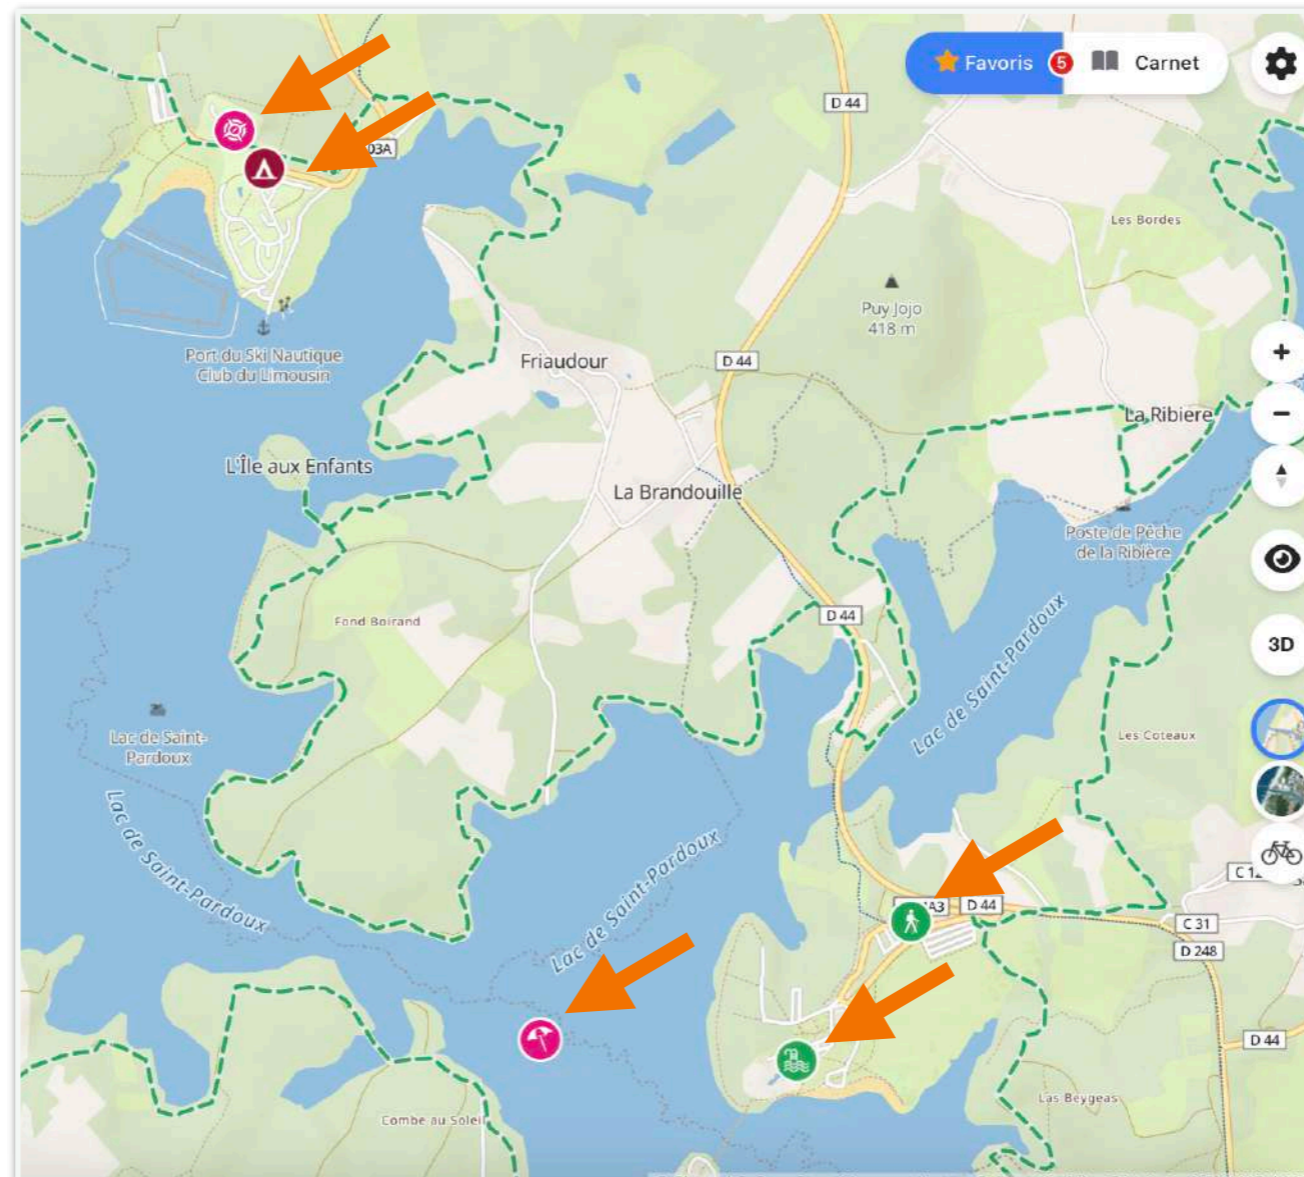 Favoris
5
Carnet
D 44
03A
Les Bordes
Puy Jojo
418 m
Port du Ski Nautique
Club du Limousin
Friaudour
D 44
+
La Ribière
−
L'Île aux Enfants
La Brandouille
Poste de Pêche
de la Ribière
Fond Boirand
D 44
3D
Lac de Saint-Pardoux
Lac de Saint-
Pardoux
Les Coteaux
Lac de Saint-Pardoux
Lac de Saint-Pardoux
A3
D 44
C 31
D 248
D 44
Las Beygeas
Combe au Soleil